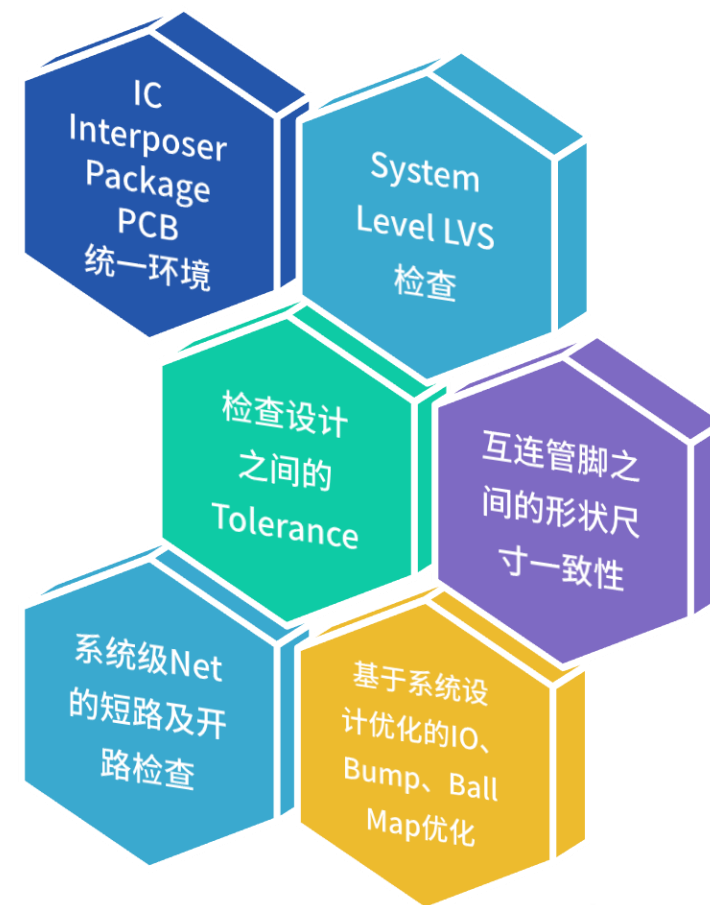 IC
Interposer
Package
PCB
统一环境
System
Level LVS
检查
检查设计
之间的
Tolerance
互连管脚之
间的形状尺
寸一致性
系统级Net
的短路及开
路检查
基于系统设
计优化的IO、
Bump、Ball
Map优化